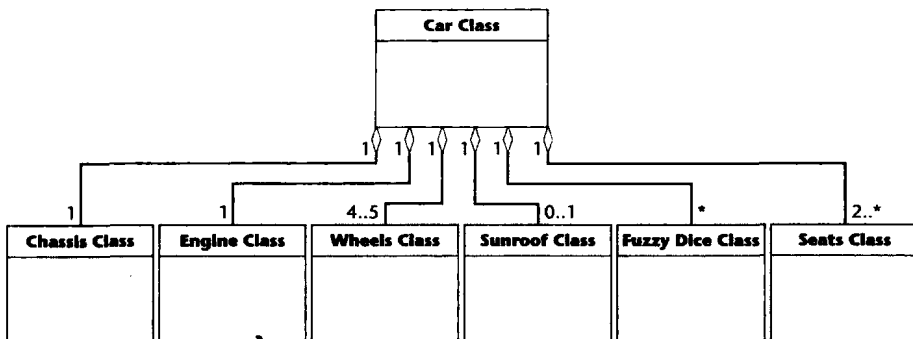 Car Class
1 1 1 1 1 1
1 1 4..5 0..1 * 2..*
Chassis Class Engine Class Wheels Class Sunroof Class Fuzzy Dice Class Seats Class